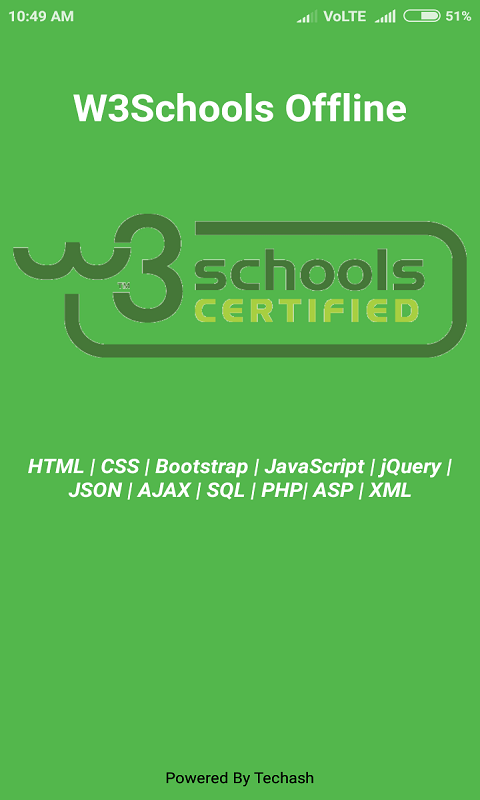 10:49 AM VoLTE 51%
W3Schools Offline
w3schools
TM
CERTIFIED
HTML | CSS | Bootstrap | JavaScript | jQuery |
JSON | AJAX | SQL | PHP| ASP | XML
Powered By Techash